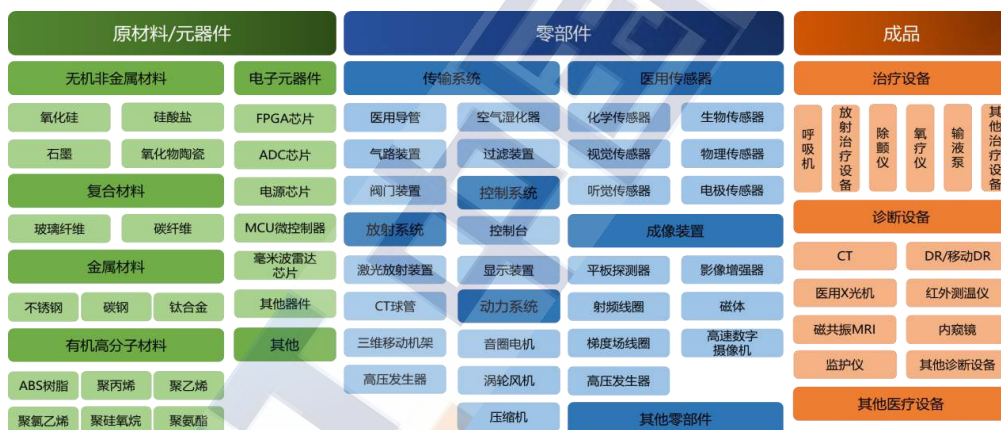 原材料/元器件
无机非金属材料
氧化硅
硅酸盐
石墨
氧化物陶瓷
复合材料
玻璃纤维
碳纤维
金属材料
不锈钢
碳钢
钛合金
有机高分子材料
ABS树脂
聚丙烯
聚乙烯
聚氯乙烯
聚硅氧烷
聚氨酯
电子元器件
FPGA芯片
ADC芯片
电源芯片
MCU微控制器
毫米波雷达
芯片
其他器件
其他
零部件
传输系统
医用导管
空气湿化器
气路装置
过滤装置
阀门装置
放射系统
激光放射装置
CT球管
三维移动机架
高压发生器
控制系统
控制台
显示装置
动力系统
音圈电机
涡轮风机
压缩机
医用传感器
化学传感器
生物传感器
视觉传感器
物理传感器
听觉传感器
电极传感器
成像装置
平板探测器
影像增强器
射频线圈
磁体
梯度场线圈
高速数字
摄像机
高压发生器
其他零部件
成品
治疗设备
呼吸机
放射治疗设备
除颤仪
氧疗仪
输液泵
其他治疗设备
诊断设备
CT
DR/移动DR
医用X光机
红外测温仪
磁共振MRI
内窥镜
监护仪
其他诊断设备
其他医疗设备